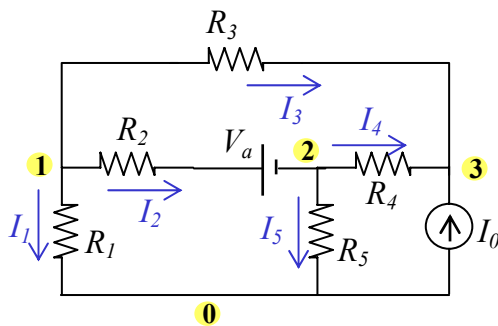 R₃
I₃
R₂
Vₐ
1
2
I₄
3
I₂
R₄
I₁
R₁
I₅
R₅
I₀
0